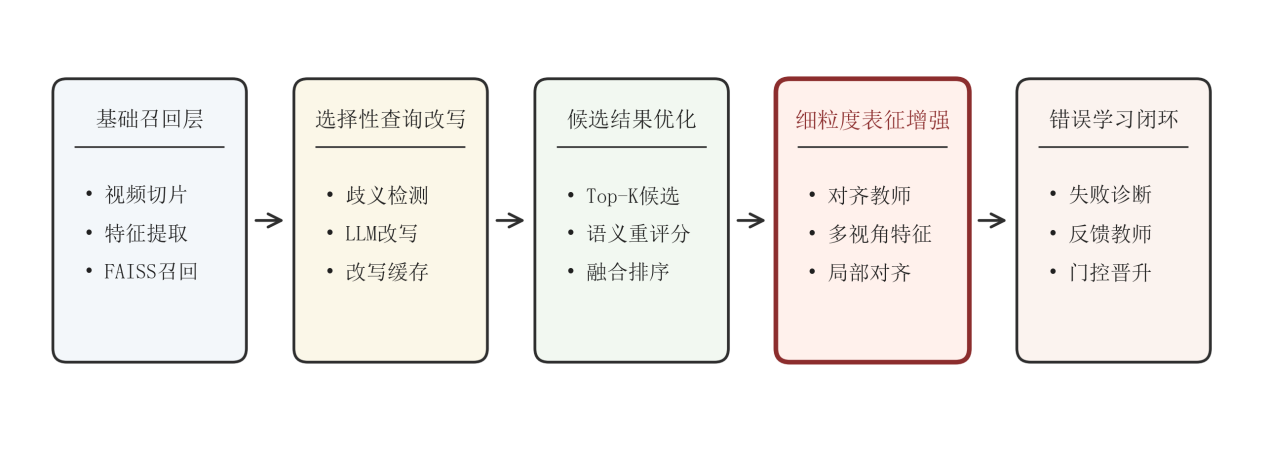 基础召回层
• 视频切片
• 特征提取
• FAISS召回
选择性查询改写
• 歧义检测
• LLM改写
• 改写缓存
候选结果优化
• Top-K候选
• 语义重评分
• 融合排序
细粒度表征增强
• 对齐教师
• 多视角特征
• 局部对齐
错误学习闭环
• 失败诊断
• 反馈教师
• 门控晋升